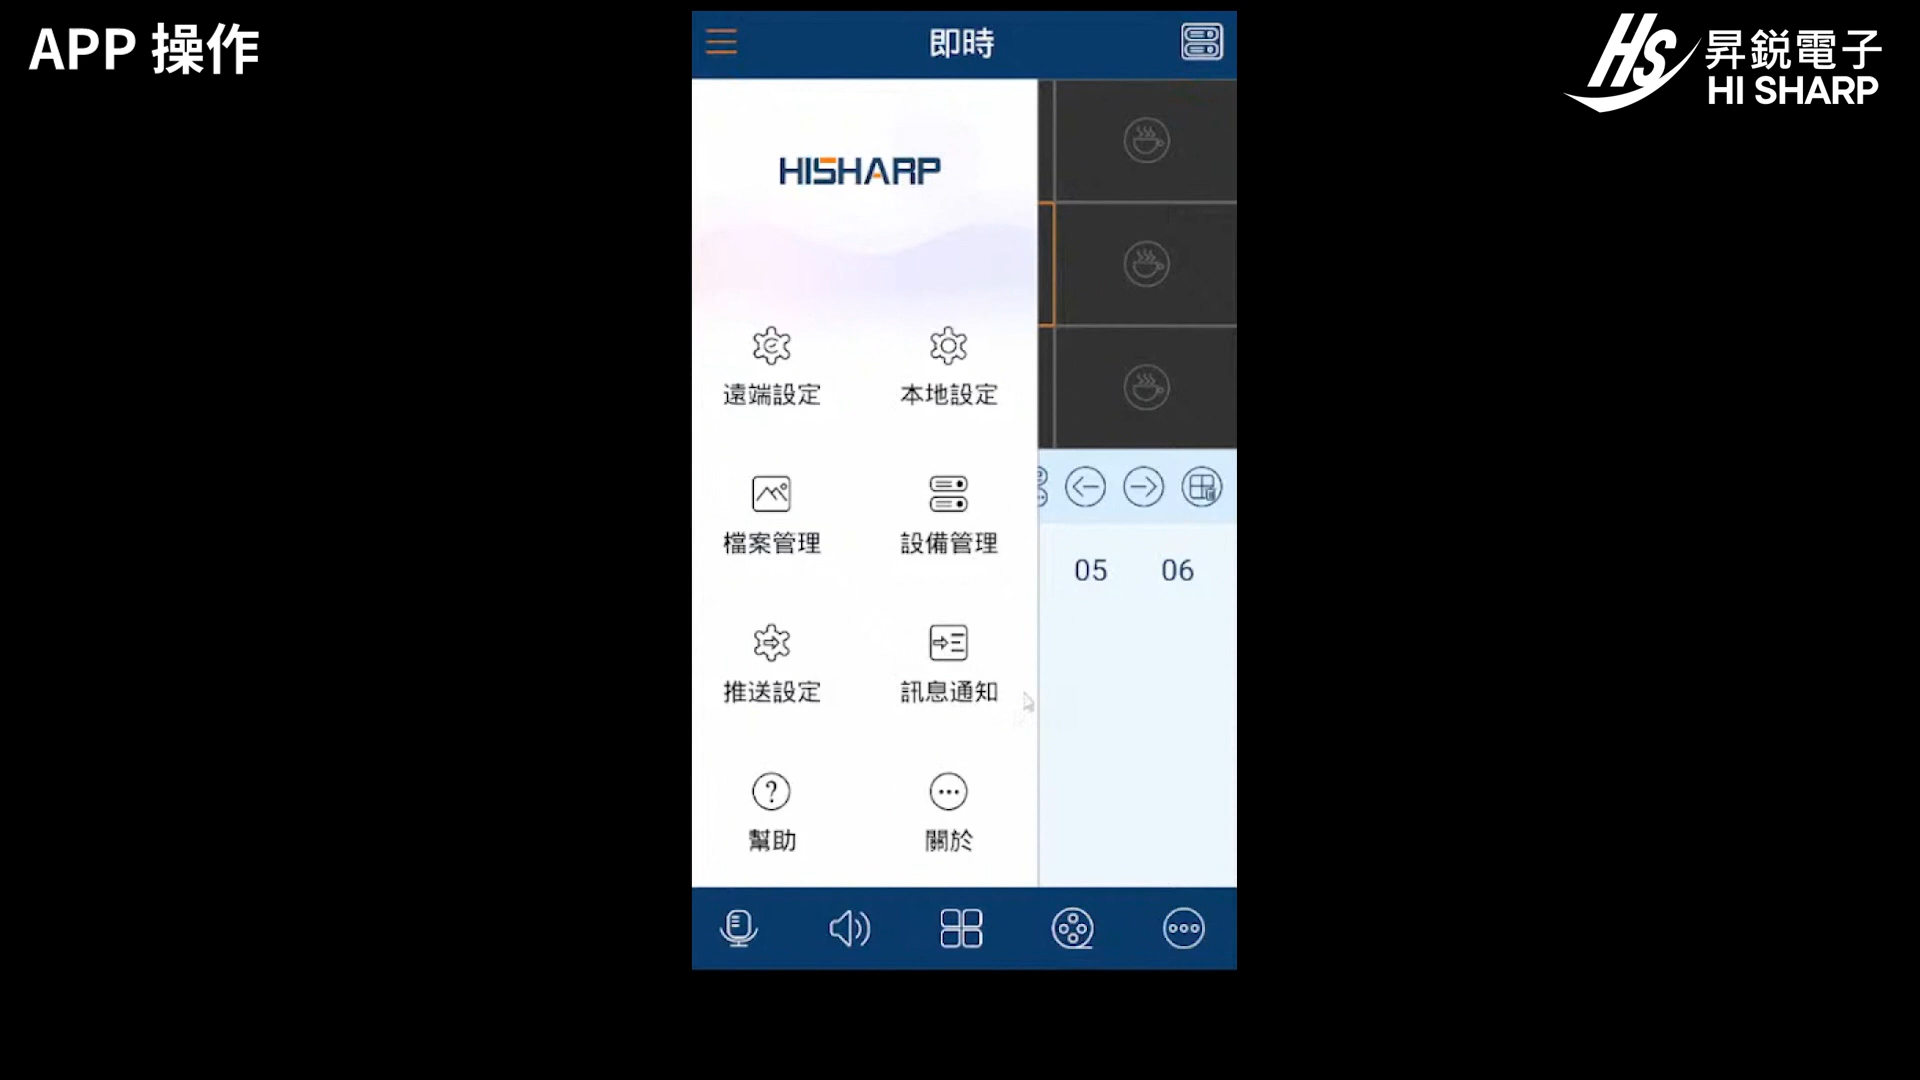 APP 操作
即時
HS
昇銳電子
HI SHARP
HISHARP
遠端設定
本地設定
檔案管理
設備管理
05
06
推送設定
訊息通知
幫助
關於